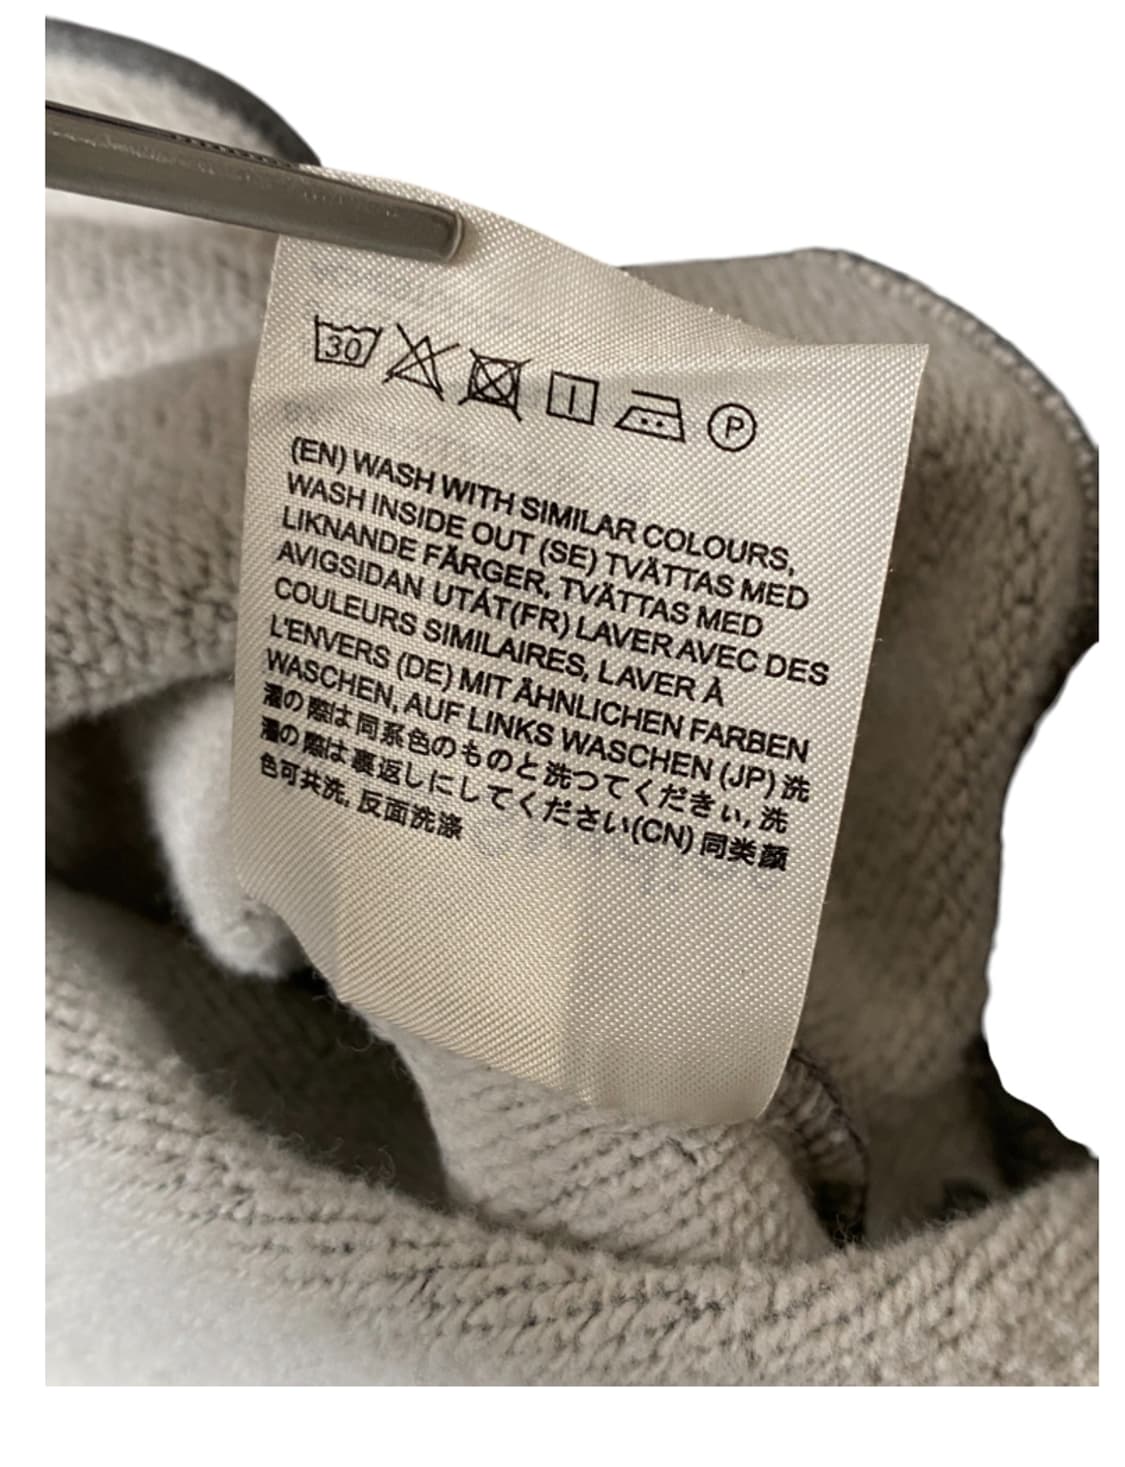 30 P
(EN) WASH WITH SIMILAR COLOURS,
WASH INSIDE OUT (SE) TVÄTTAS MED
LIKNANDE FÄRGER, TVÄTTAS MED
AVIGSIDAN UTÅT(FR) LAVER AVEC DES
COULEURS SIMILAIRES, LAVER À
L'ENVERS (DE) MIT ÄHNLICHEN FARBEN
WASCHEN, AUF LINKS WASCHEN (JP) 洗
濯の際は同系色のものと洗つてくだきぃ, 洗
濯の際は裏返しにしてください(CN) 同类颜
色可共洗, 反面洗涤